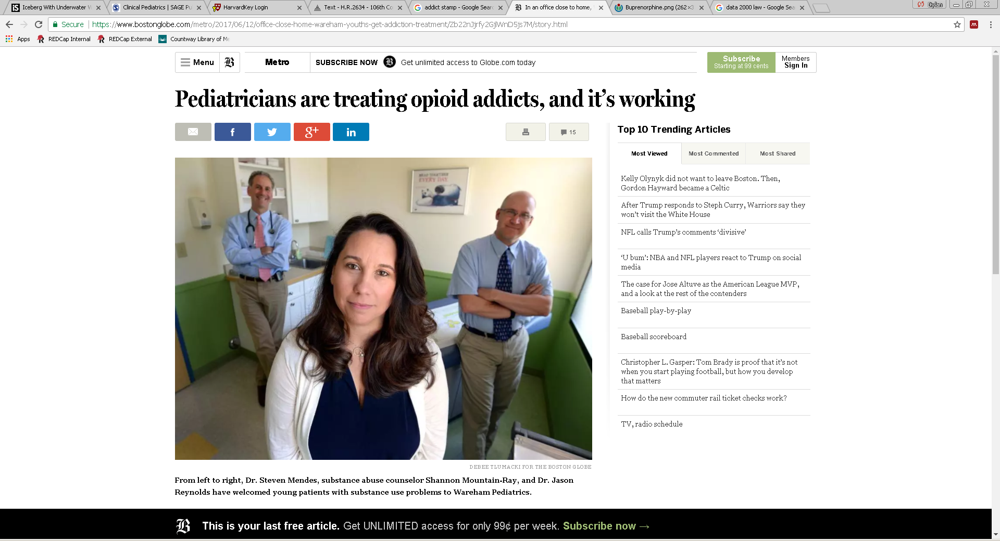 Iceberg With Underwater
Clinical Pediatrics | SAGE Pu
HarvardKey Login
Text - H.R.2634 - 106th Co
addict stamp - Google Sear
In an office close to home,
Buprenorphine.png (262×3
data 2000 law - Google Sea
Dylan
Secure
https://www.bostonglobe.com/metro/2017/06/12/office-close-home-wareham-youths-get-addiction-treatment/Zb22nJjrfy2GjlWnD5js7M/story.html
Apps
REDCap Internal
REDCap External
Countway Library of Me
Menu
B
Metro
SUBSCRIBE NOW
B
Get unlimited access to Globe.com today
Subscribe
Starting at 99 cents
Members
Sign In
Pediatricians are treating opioid addicts, and it's working
f
g+
in
15
Top 10 Trending Articles
Most Viewed
Most Commented
Most Shared
Kelly Olynyk did not want to leave Boston. Then,
Gordon Hayward became a Celtic
After Trump responds to Steph Curry, Warriors say they
won't visit the White House
NFL calls Trump's comments 'divisive'
'U bum': NBA and NFL players react to Trump on social
media
The case for Jose Altuve as the American League MVP,
and a look at the rest of the contenders
Baseball play-by-play
Baseball scoreboard
Christopher L. Gasper: Tom Brady is proof that it's not
when you start playing football, but how you develop
that matters
How do the new commuter rail ticket checks work?
TV, radio schedule
READ TOGETHER
EVERY DAY
DEBEE TLUMACKI FOR THE BOSTON GLOBE
From left to right, Dr. Steven Mendes, substance abuse counselor Shannon Mountain-Ray, and Dr. Jason
Reynolds have welcomed young patients with substance use problems to Wareham Pediatrics.
B
This is your last free article. Get UNLIMITED access for only 99¢ per week. Subscribe now →